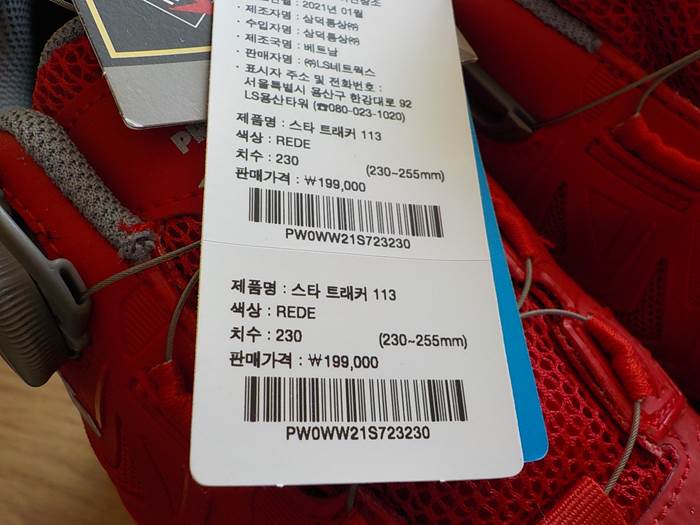 2021년 01월
· 제조자명 : 삼덕통상㈜
· 수입자명 : 삼덕통상㈜
· 제조국명 : 베트남
· 판매자명 : ㈜LS네트웍스
· 표시자 주소 및 전화번호 :
서울특별시 용산구 한강대로 92
LS용산타워 (☎080-023-1020)
제품명 : 스타 트래커 113
색상 : REDE
치수 : 230 (230~255mm)
판매가격 : ₩199,000
PW0WW21S723230
제품명 : 스타 트래커 113
색상 : REDE
치수 : 230 (230~255mm)
판매가격 : ₩199,000
PW0WW21S723230